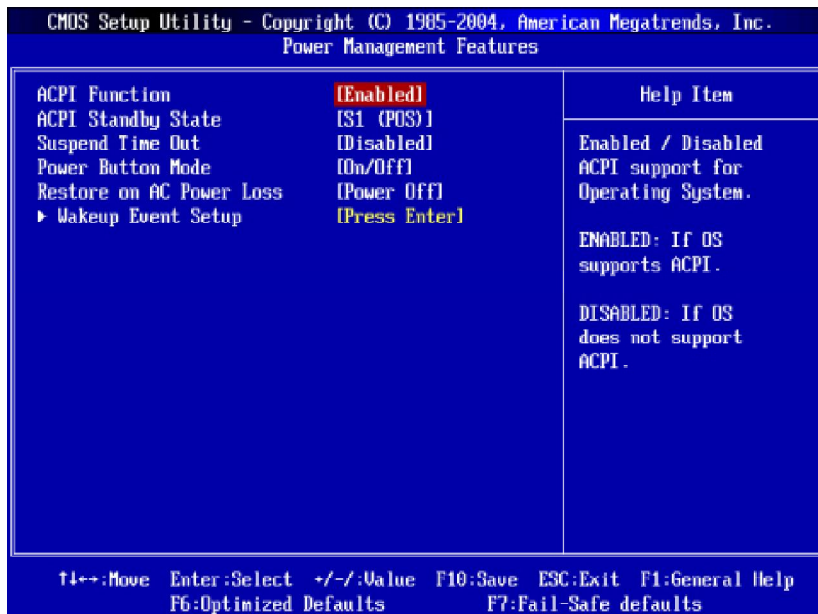 CMOS Setup Utility - Copyright (C) 1985-2004, American Megatrends, Inc.
Power Management Features
ACPI Function [Enabled]
ACPI Standby State [S1 (POS)]
Suspend Time Out [Disabled]
Power Button Mode [On/Off]
Restore on AC Power Loss [Power Off]
▶ Wakeup Event Setup [Press Enter]
Help Item
Enabled / Disabled
ACPI support for
Operating System.
ENABLED: If OS
supports ACPI.
DISABLED: If OS
does not support
ACPI.
↑↓←→:Move Enter:Select +/-/:Value F10:Save ESC:Exit F1:General Help
F6:Optimized Defaults F7:Fail-Safe defaults